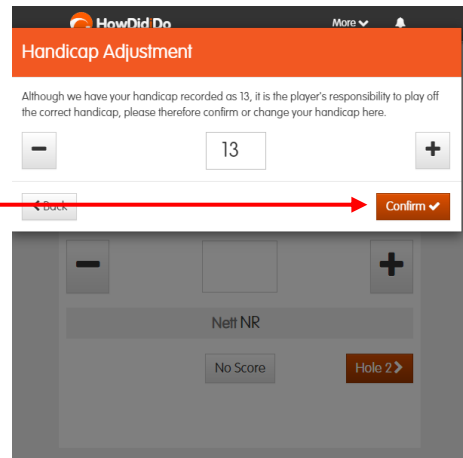 HowDidiDo
More
Handicap Adjustment
Although we have your handicap recorded as 13, it is the player's responsibility to play off
the correct handicap, please therefore confirm or change your handicap here.
13
Back
Confirm
Nett NR
No Score
Hole 2